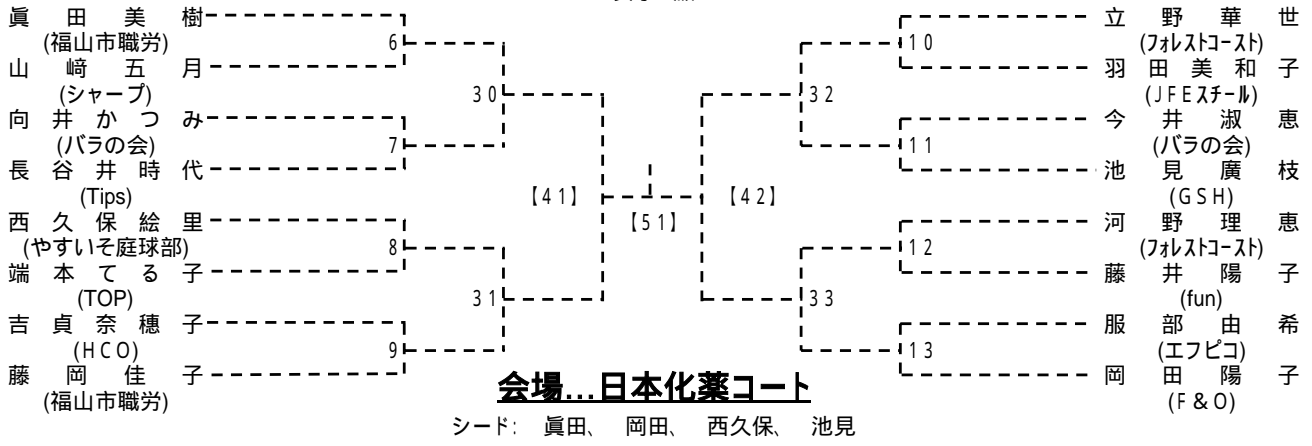 眞田美樹
(福山市職労)
6
山﨑五月
(シャープ)
30
向井かつみ
(バラの会)
7
長谷井時代
(Tips)
【41】
西久保絵里
(やすいそ庭球部)
8
端本てる子
(TOP)
31
吉貞奈穂子
(HCO)
9
藤岡佳子
(福山市職労)
【51】
立野華世
(フォレストコースト)
10
羽田美和子
(JFEスチール)
32
今井淑恵
(バラの会)
11
池見廣枝
(GSH)
【42】
河野理恵
(フォレストコースト)
12
藤井陽子
(fun)
33
服部由希
(エフピコ)
13
岡田陽子
(F&O)
会場…日本化薬コート
シード: 眞田、 岡田、 西久保、 池見